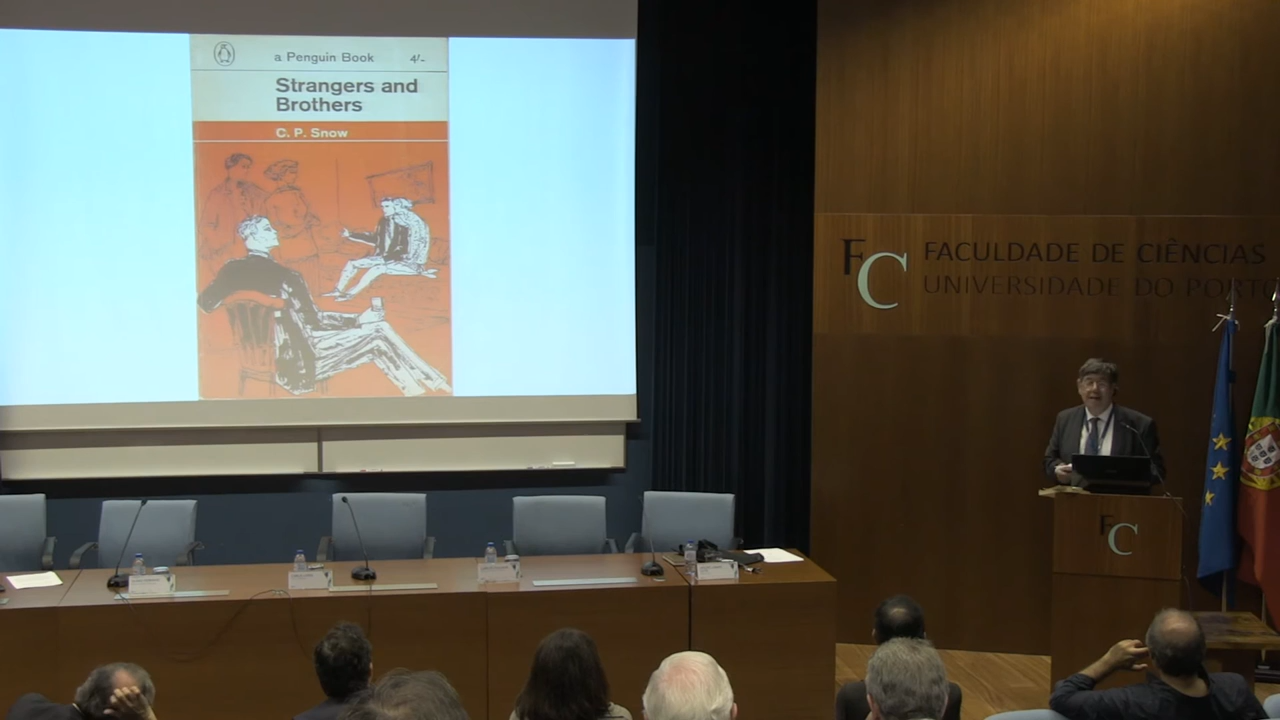 a Penguin Book 4/-
Strangers and
Brothers
C. P. Snow
FC
FACULDADE DE CIÊNCIAS
UNIVERSIDADE DO PORTO
FC